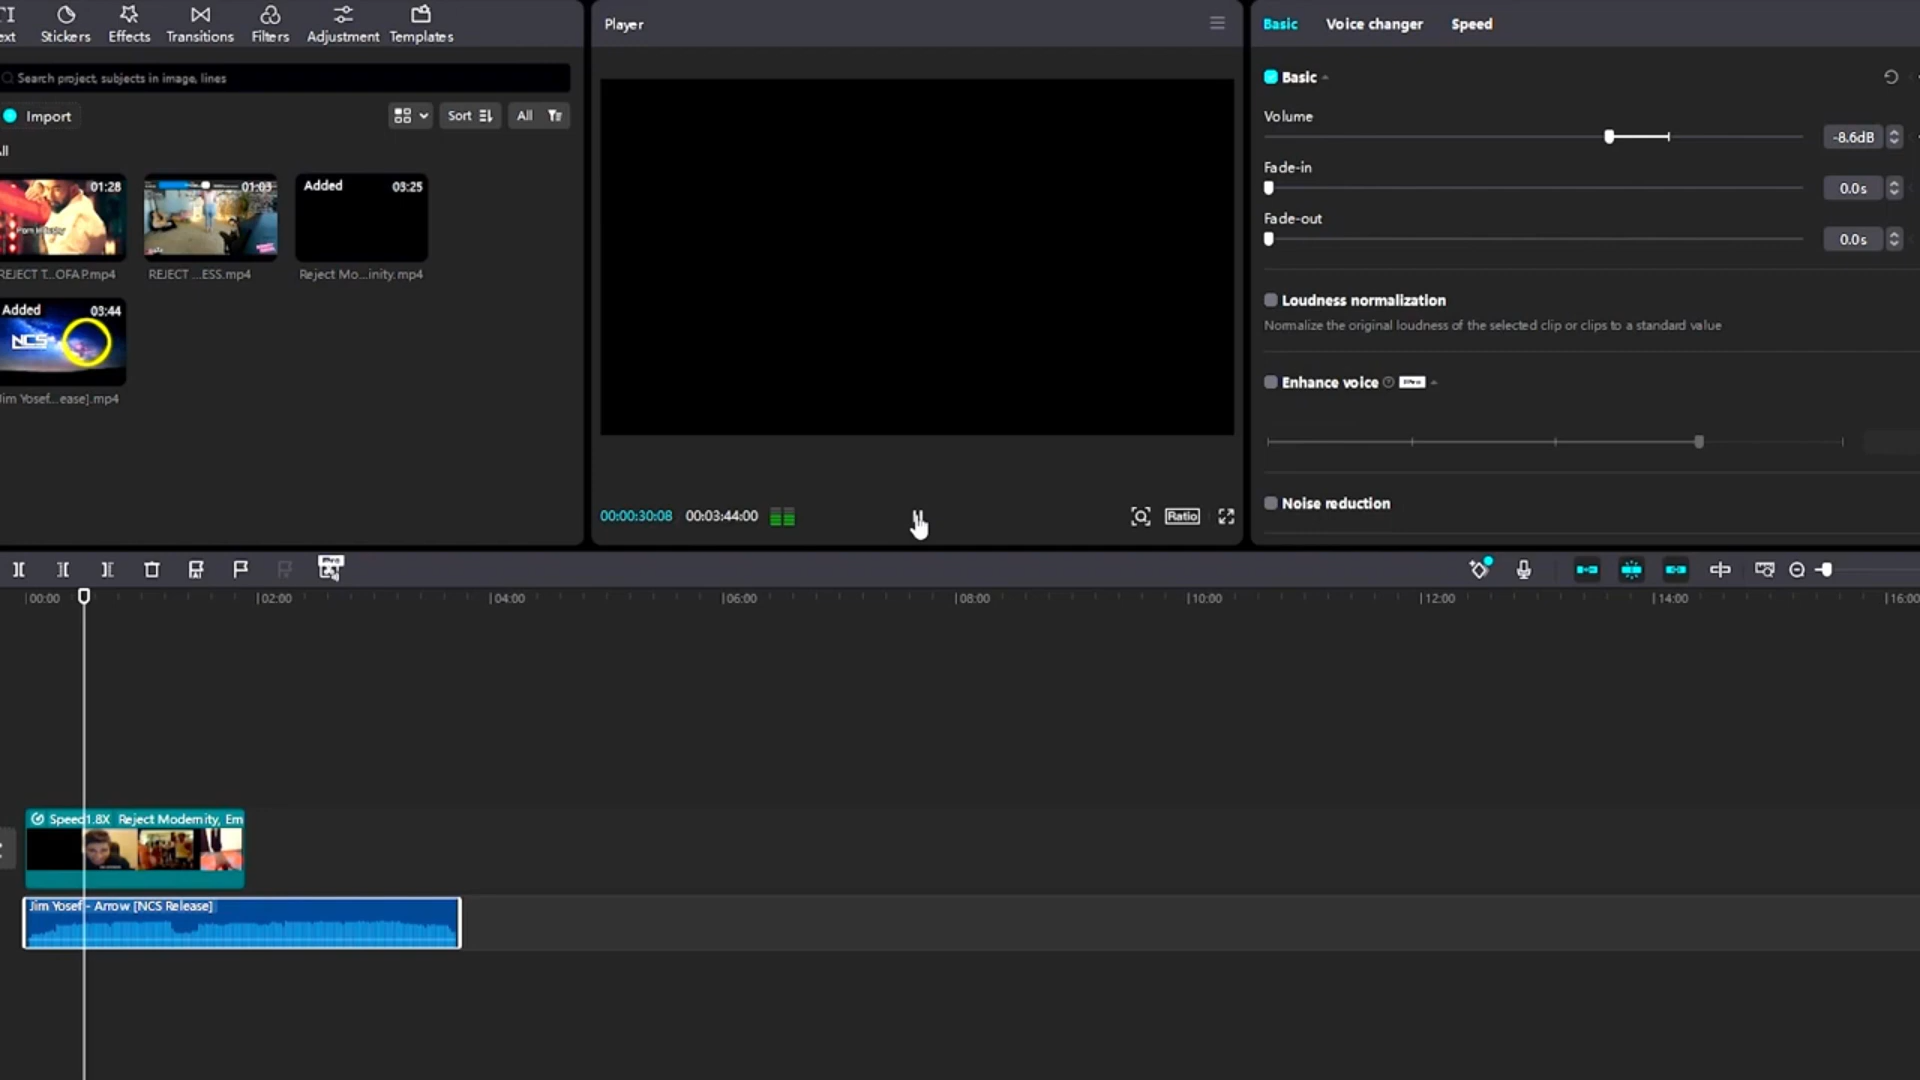 ext Stickers Effects Transitions Filters Adjustment Templates
Search project, subjects in image, lines
Import
Sort
All
ll
01:28
01:03
Added 03:25
REJECT T...OFAP.mp4
REJECT ...ESS.mp4
Reject Mo...inity.mp4
Added 03:44
NCS
Jim Yosef...ease].mp4
Player
00:00:30:08 00:03:44:00
Ratio
Basic Voice changer Speed
Basic
Volume
-8.6dB
Fade-in
0.0s
Fade-out
0.0s
Loudness normalization
Normalize the original loudness of the selected clip or clips to a standard value
Enhance voice
Noise reduction
00:00 02:00 04:00 06:00 08:00 10:00 12:00 14:00 16:00
Speed1.8X Reject Modernity, Em
Jim Yosef - Arrow [NCS Release]